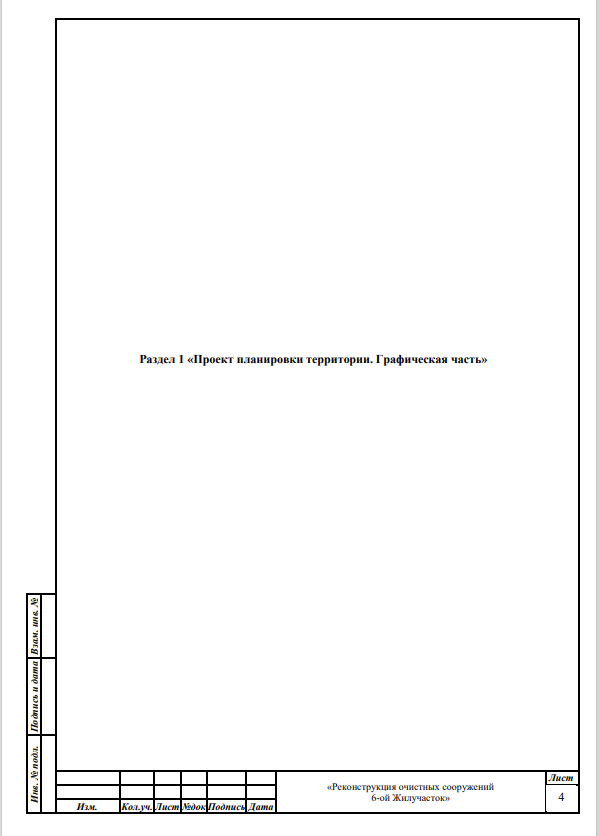 Раздел 1 «Проект планировки территории. Графическая часть»
Взам. инв. №
Подпись и дата
Инв. № подл.
Изм. Кол.уч. Лист №док Подпись Дата
«Реконструкция очистных сооружений
6-ой Жилучасток»
Лист
4